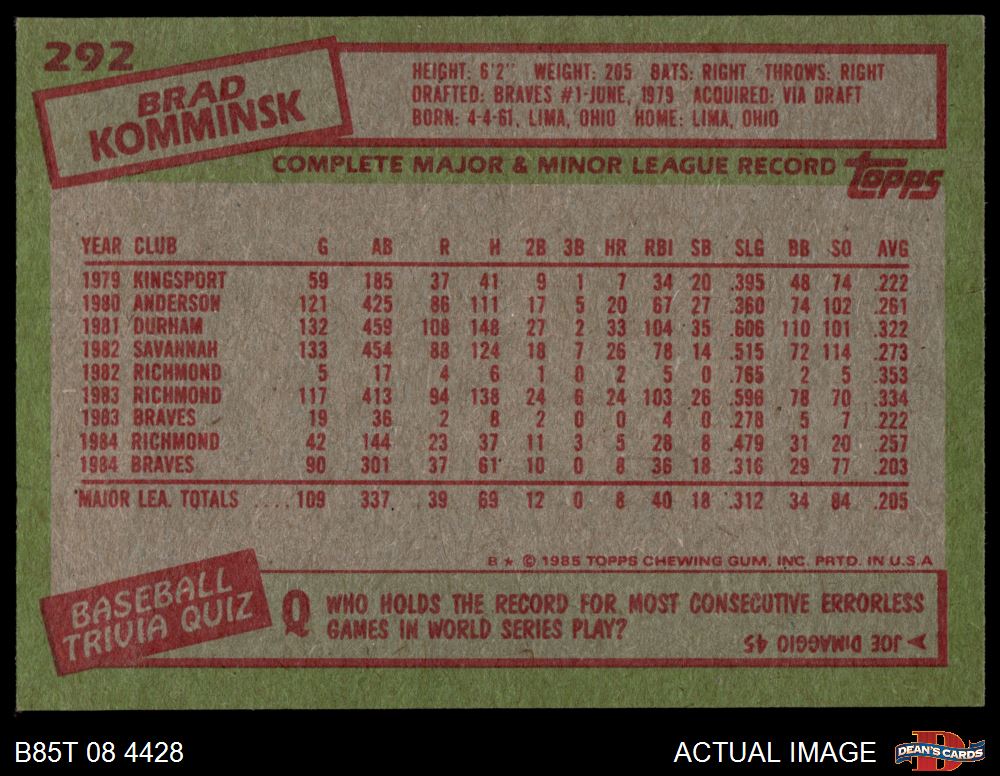 292
BRAD
KOMMINSK
HEIGHT: 6'2" WEIGHT: 205 BATS: RIGHT THROWS: RIGHT
DRAFTED: BRAVES #1-JUNE, 1979 ACQUIRED: VIA DRAFT
BORN: 4-4-61, LIMA, OHIO HOME: LIMA, OHIO
COMPLETE MAJOR & MINOR LEAGUE RECORD
TOPPS
YEAR CLUB G AB R H 2B 3B HR RBI SB SLG BB SO AVG
1979 KINGSPORT 59 185 37 41 9 1 7 34 20 .395 48 74 .222
1980 ANDERSON 121 425 86 111 17 5 20 67 27 .360 74 102 .261
1981 DURHAM 132 459 108 148 27 2 33 104 35 .606 110 101 .322
1982 SAVANNAH 133 454 88 124 18 7 26 78 14 .515 72 114 .273
1982 RICHMOND 5 17 4 6 1 0 2 5 0 .765 2 5 .353
1983 RICHMOND 117 413 94 138 24 6 24 103 26 .596 78 70 .334
1983 BRAVES 19 36 2 8 2 0 0 4 0 .278 5 7 .222
1984 RICHMOND 42 144 23 37 11 3 5 28 8 .479 31 20 .257
1984 BRAVES 90 301 37 61 10 0 8 36 18 .316 29 77 .203
MAJOR LEA. TOTALS .... 109 337 39 69 12 0 8 40 18 .312 34 84 .205
B★ © 1985 TOPPS CHEWING GUM, INC. PRTD. IN U.S.A
BASEBALL
TRIVIA QUIZ
Q WHO HOLDS THE RECORD FOR MOST CONSECUTIVE ERRORLESS
GAMES IN WORLD SERIES PLAY?
JOE DiMAGGIO 45
B85T 08 4428
ACTUAL IMAGE
DEAN'S CARDS